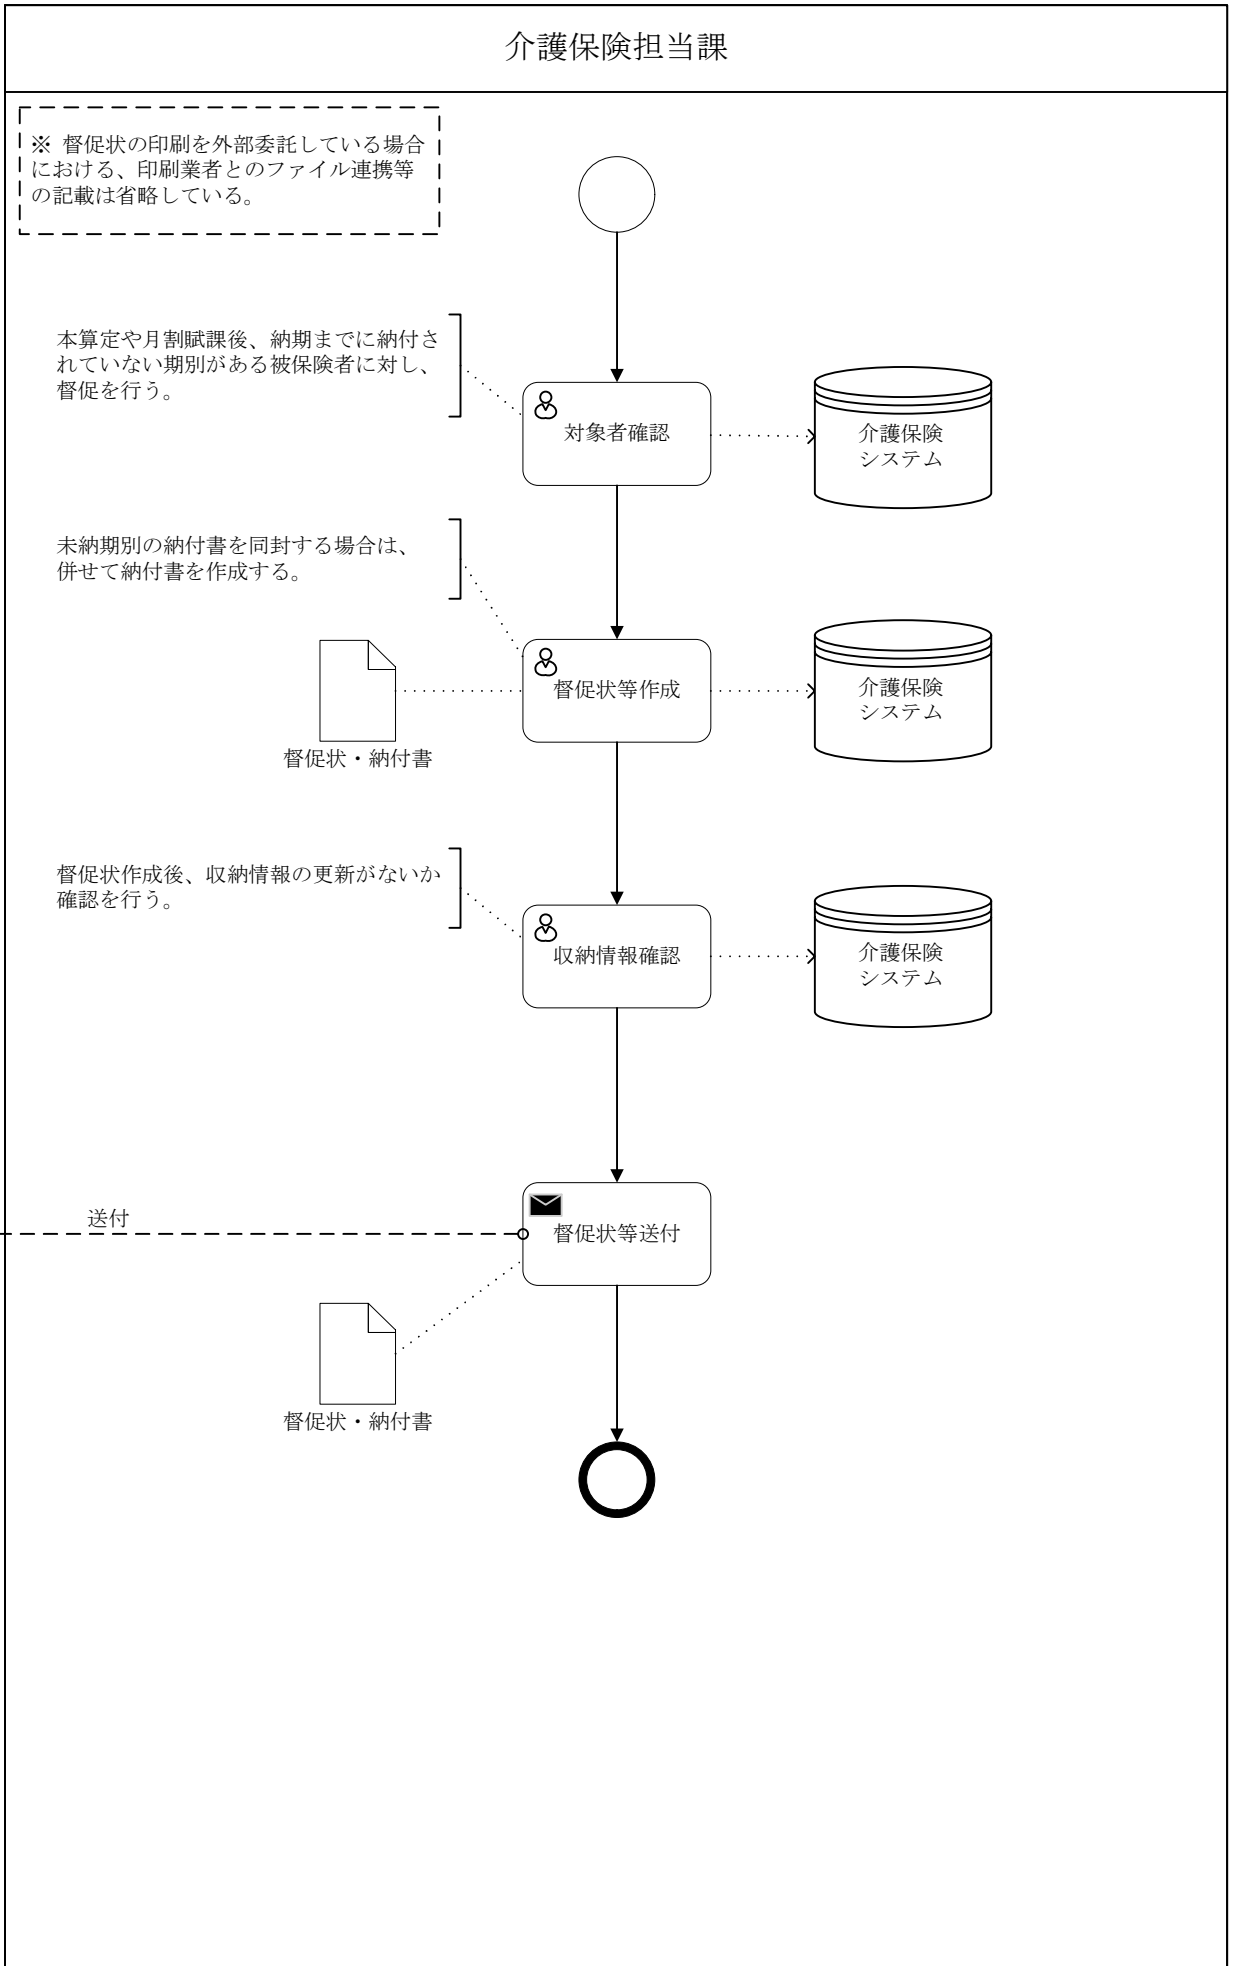 介護保険担当課
※ 督促状の印刷を外部委託している場合
における、印刷業者とのファイル連携等
の記載は省略している。
本算定や月割賦課後、納期までに納付さ
れていない期別がある被保険者に対し、
督促を行う。
対象者確認
介護保険
システム
未納期別の納付書を同封する場合は、
併せて納付書を作成する。
督促状等作成
介護保険
システム
督促状・納付書
督促状作成後、収納情報の更新がないか
確認を行う。
収納情報確認
介護保険
システム
送付
督促状等送付
督促状・納付書